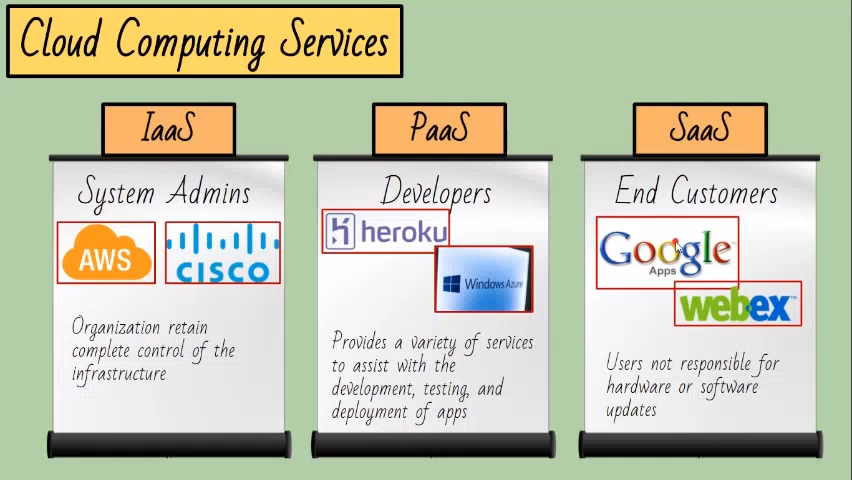 Cloud Computing Services
IaaS
System Admins
AWS
CISCO
Organization retain
complete control of the
infrastructure
PaaS
Developers
heroku
Windows Azure
Provides a variety of services
to assist with the
development, testing, and
deployment of apps
SaaS
End Customers
Google
Apps
webex
Users not responsible for
hardware or software
updates